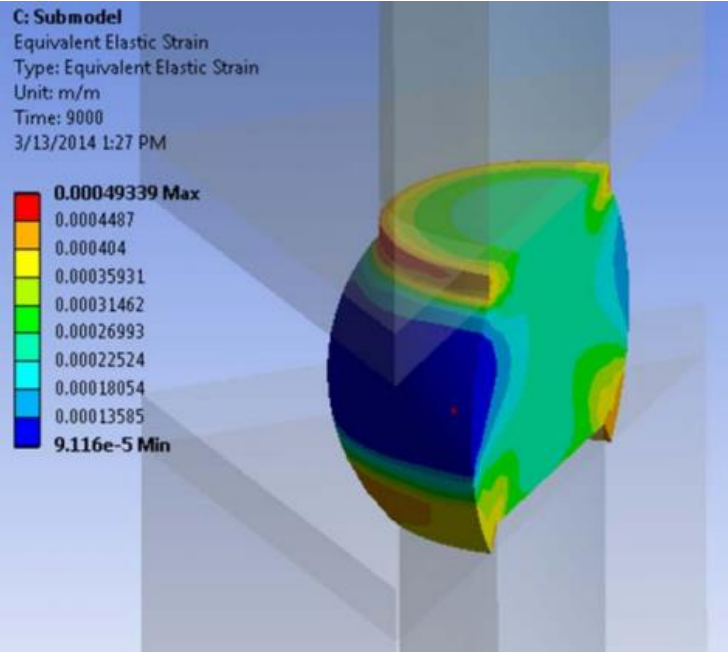 C: Submodel
Equivalent Elastic Strain
Type: Equivalent Elastic Strain
Unit: m/m
Time: 9000
3/13/2014 1:27 PM
0.00049339 Max
0.0004487
0.000404
0.00035931
0.00031462
0.00026993
0.00022524
0.00018054
0.00013585
9.116e-5 Min